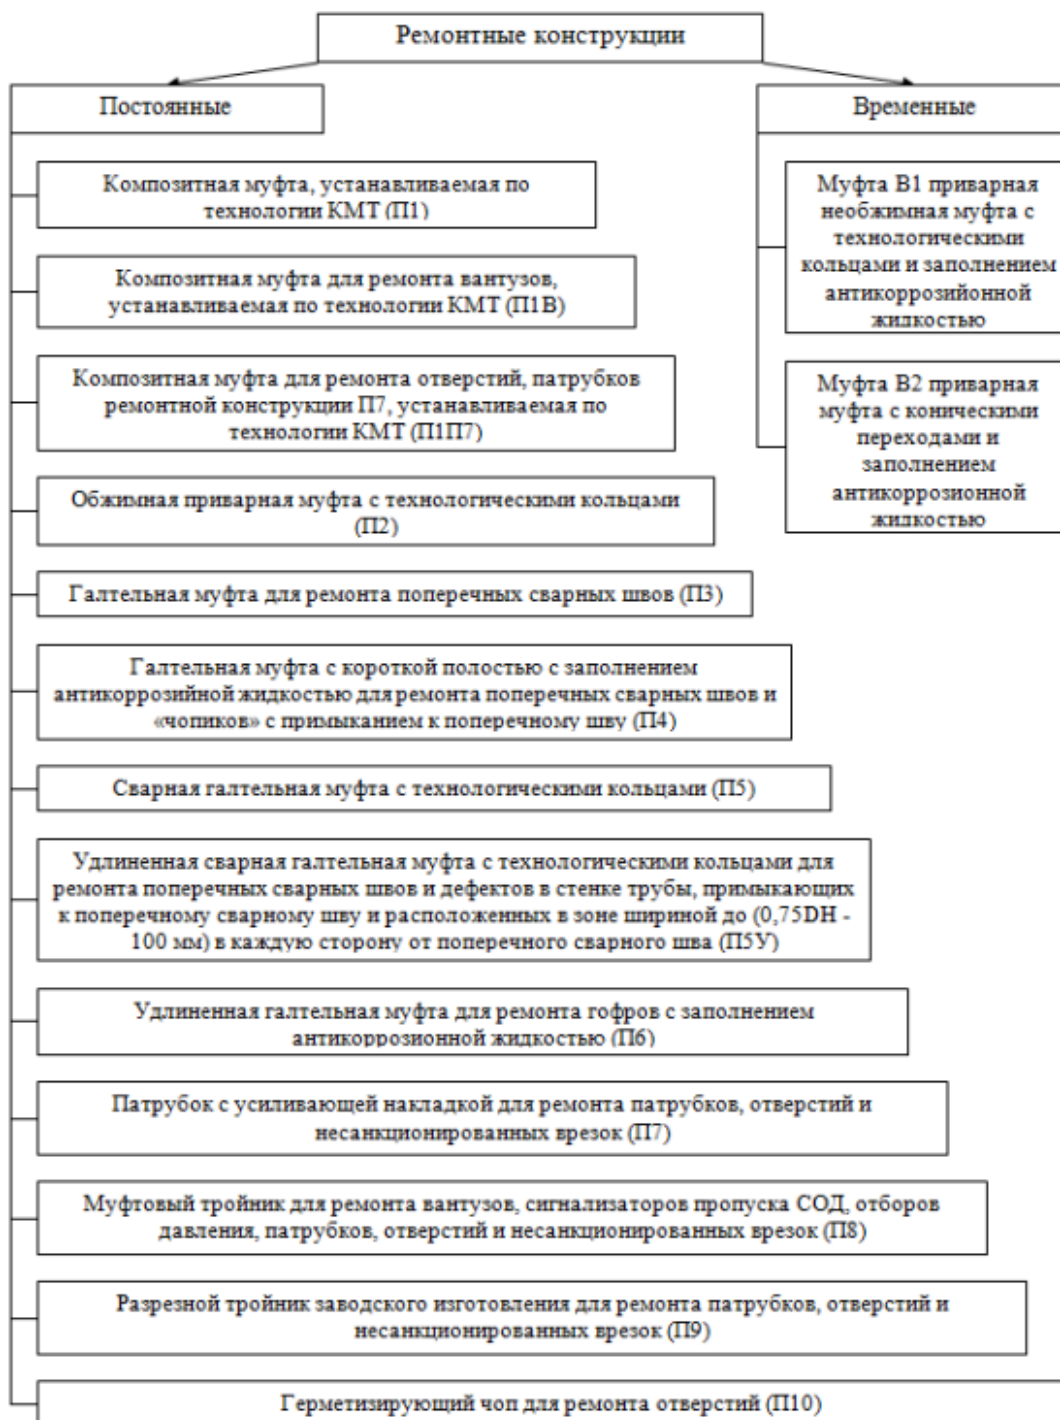 Ремонтные конструкции
Постоянные
Композитная муфта, устанавливаемая по
технологии КМТ (П1)
Композитная муфта для ремонта вантузов,
устанавливаемая по технологии КМТ (П1В)
Композитная муфта для ремонта отверстий, патрубков
ремонтной конструкции П7, устанавливаемая по
технологии КМТ (П1П7)
Обжимная приварная муфта с технологическими кольцами
(П2)
Галтельная муфта для ремонта поперечных сварных швов (П3)
Галтельная муфта с короткой полостью с заполнением
антикоррозийной жидкостью для ремонта поперечных сварных швов и
«чопиков» с примыканием к поперечному шву (П4)
Сварная галтельная муфта с технологическими кольцами (П5)
Удлиненная сварная галтельная муфта с технологическими кольцами для
ремонта поперечных сварных швов и дефектов в стенке трубы, примыкающих
к поперечному сварному шву и расположенных в зоне шириной до (0,75DН -
100 мм) в каждую сторону от поперечного сварного шва (П5У)
Удлиненная галтельная муфта для ремонта гофров с заполнением
антикоррозионной жидкостью (П6)
Патрубок с усиливающей накладкой для ремонта патрубков, отверстий и
несанкционированных врезок (П7)
Муфтовый тройник для ремонта вантузов, сигнализаторов пропуска СОД, отборов
давления, патрубков, отверстий и несанкционированных врезок (П8)
Разрезной тройник заводского изготовления для ремонта патрубков, отверстий и
несанкционированных врезок (П9)
Герметизирующий чоп для ремонта отверстий (П10)
Временные
Муфта В1 приварная
необжимная муфта с
технологическими
кольцами и заполнением
антикоррозийонной
жидкостью
Муфта В2 приварная
муфта с коническими
переходами и
заполнением
антикоррозионной
жидкостью